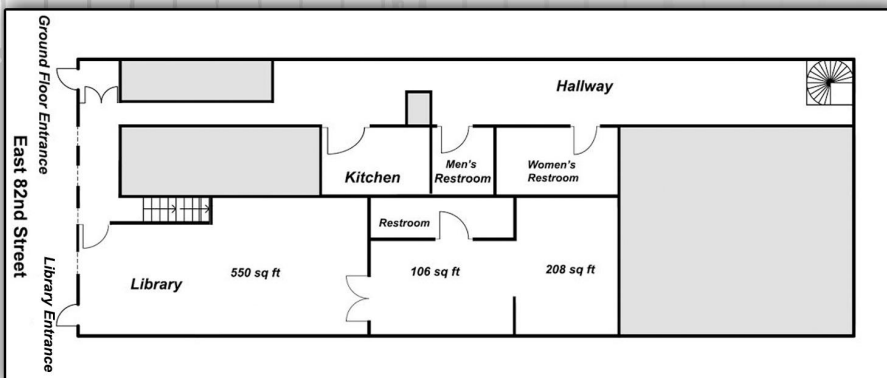 Ground Floor Entrance
East 82nd Street
Library Entrance
Hallway
Kitchen
Men's
Restroom
Women's
Restroom
Restroom
Library
550 sq ft
106 sq ft
208 sq ft